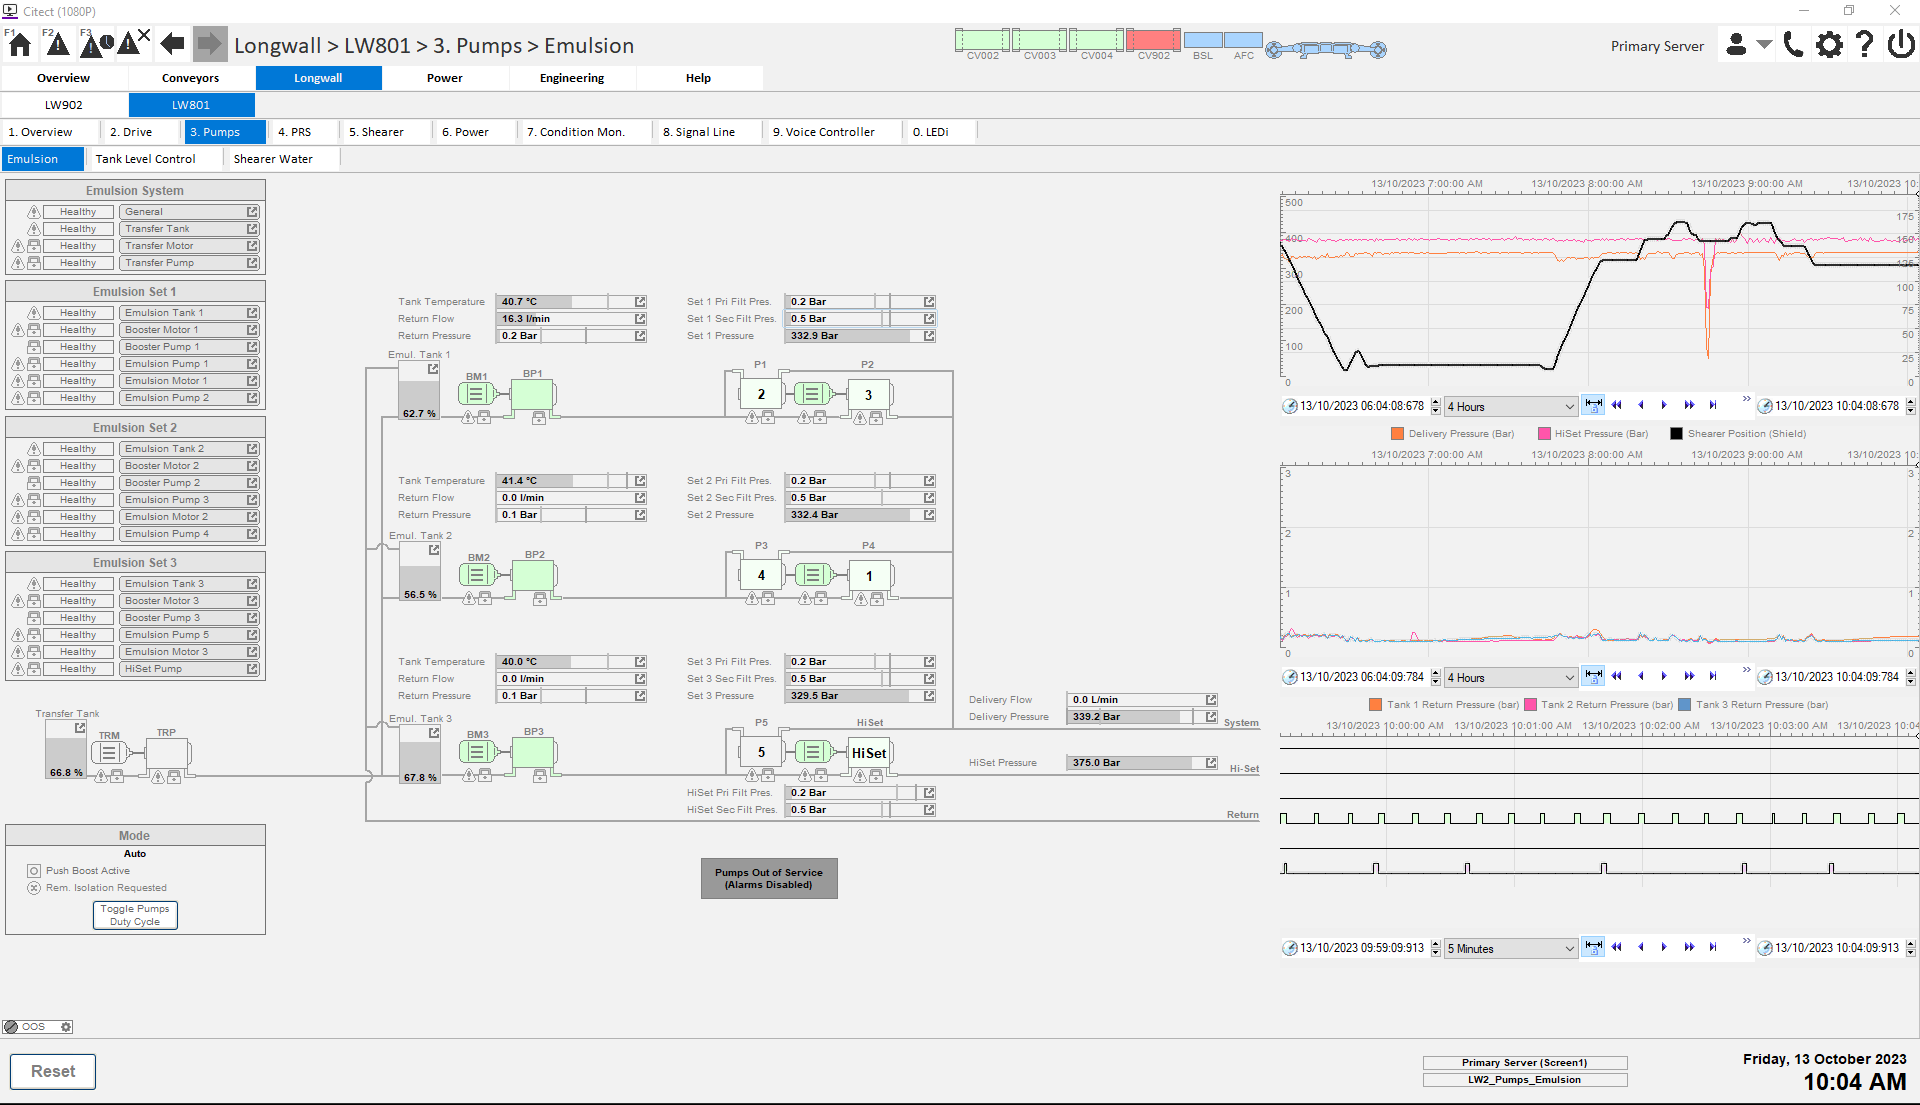 Citect (1080P)
F1 F2 F3
Longwall > LW801 > 3. Pumps > Emulsion
CV002 CV003 CV004 CV902 BSL AFC
Primary Server
Overview Conveyors Longwall Power Engineering Help
LW902 LW801
1. Overview 2. Drive 3. Pumps 4. PRS 5. Shearer 6. Power 7. Condition Mon. 8. Signal Line 9. Voice Controller 0. LEDi
Emulsion Tank Level Control Shearer Water
Emulsion System
Healthy General
Healthy Transfer Tank
Healthy Transfer Motor
Healthy Transfer Pump
Emulsion Set 1
Healthy Emulsion Tank 1
Healthy Booster Motor 1
Healthy Booster Pump 1
Healthy Emulsion Pump 1
Healthy Emulsion Motor 1
Healthy Emulsion Pump 2
Emulsion Set 2
Healthy Emulsion Tank 2
Healthy Booster Motor 2
Healthy Booster Pump 2
Healthy Emulsion Pump 3
Healthy Emulsion Motor 2
Healthy Emulsion Pump 4
Emulsion Set 3
Healthy Emulsion Tank 3
Healthy Booster Motor 3
Healthy Booster Pump 3
Healthy Emulsion Pump 5
Healthy Emulsion Motor 3
Healthy HiSet Pump
Transfer Tank
66.8 %
TRM TRP
Mode
Auto
Push Boost Active
Rem. Isolation Requested
Toggle Pumps
Duty Cycle
OOS
Reset
Tank Temperature 40.7 °C
Return Flow 16.3 l/min
Return Pressure 0.2 Bar
Set 1 Pri Filt Pres. 0.2 Bar
Set 1 Sec Filt Pres. 0.5 Bar
Set 1 Pressure 332.9 Bar
Emul. Tank 1
62.7 %
BM1 BP1 P1 P2
2 3
Tank Temperature 41.4 °C
Return Flow 0.0 l/min
Return Pressure 0.1 Bar
Set 2 Pri Filt Pres. 0.2 Bar
Set 2 Sec Filt Pres. 0.5 Bar
Set 2 Pressure 332.4 Bar
Emul. Tank 2
56.5 %
BM2 BP2 P3 P4
4 1
Tank Temperature 40.0 °C
Return Flow 0.0 l/min
Return Pressure 0.1 Bar
Set 3 Pri Filt Pres. 0.2 Bar
Set 3 Sec Filt Pres. 0.5 Bar
Set 3 Pressure 329.5 Bar
Emul. Tank 3
67.8 %
BM3 BP3 P5 HiSet
5 HiSet
HiSet Pri Filt Pres. 0.2 Bar
HiSet Sec Filt Pres. 0.5 Bar
Delivery Flow 0.0 L/min
Delivery Pressure 339.2 Bar
System
HiSet Pressure 375.0 Bar
Hi-Set
Return
Pumps Out of Service
(Alarms Disabled)
13/10/2023 7:00:00 AM 13/10/2023 8:00:00 AM 13/10/2023 9:00:00 AM 13/10/2023 10:
500
400
300
200
100
0
175
150
125
100
75
50
25
0
13/10/2023 06:04:08:678 4 Hours 13/10/2023 10:04:08:678
Delivery Pressure (Bar) HiSet Pressure (Bar) Shearer Position (Shield)
13/10/2023 7:00:00 AM 13/10/2023 8:00:00 AM 13/10/2023 9:00:00 AM 13/10/2023 10:
3 3
2 2
1 1
0 0
13/10/2023 06:04:09:784 4 Hours 13/10/2023 10:04:09:784
Tank 1 Return Pressure (bar) Tank 2 Return Pressure (bar) Tank 3 Return Pressure (bar)
13/10/2023 10:00:00 AM 13/10/2023 10:01:00 AM 13/10/2023 10:02:00 AM 13/10/2023 10:03:00 AM 13/10/2023 10:04
13/10/2023 09:59:09:913 5 Minutes 13/10/2023 10:04:09:913
Primary Server (Screen1)
LW2_Pumps_Emulsion
Friday, 13 October 2023
10:04 AM